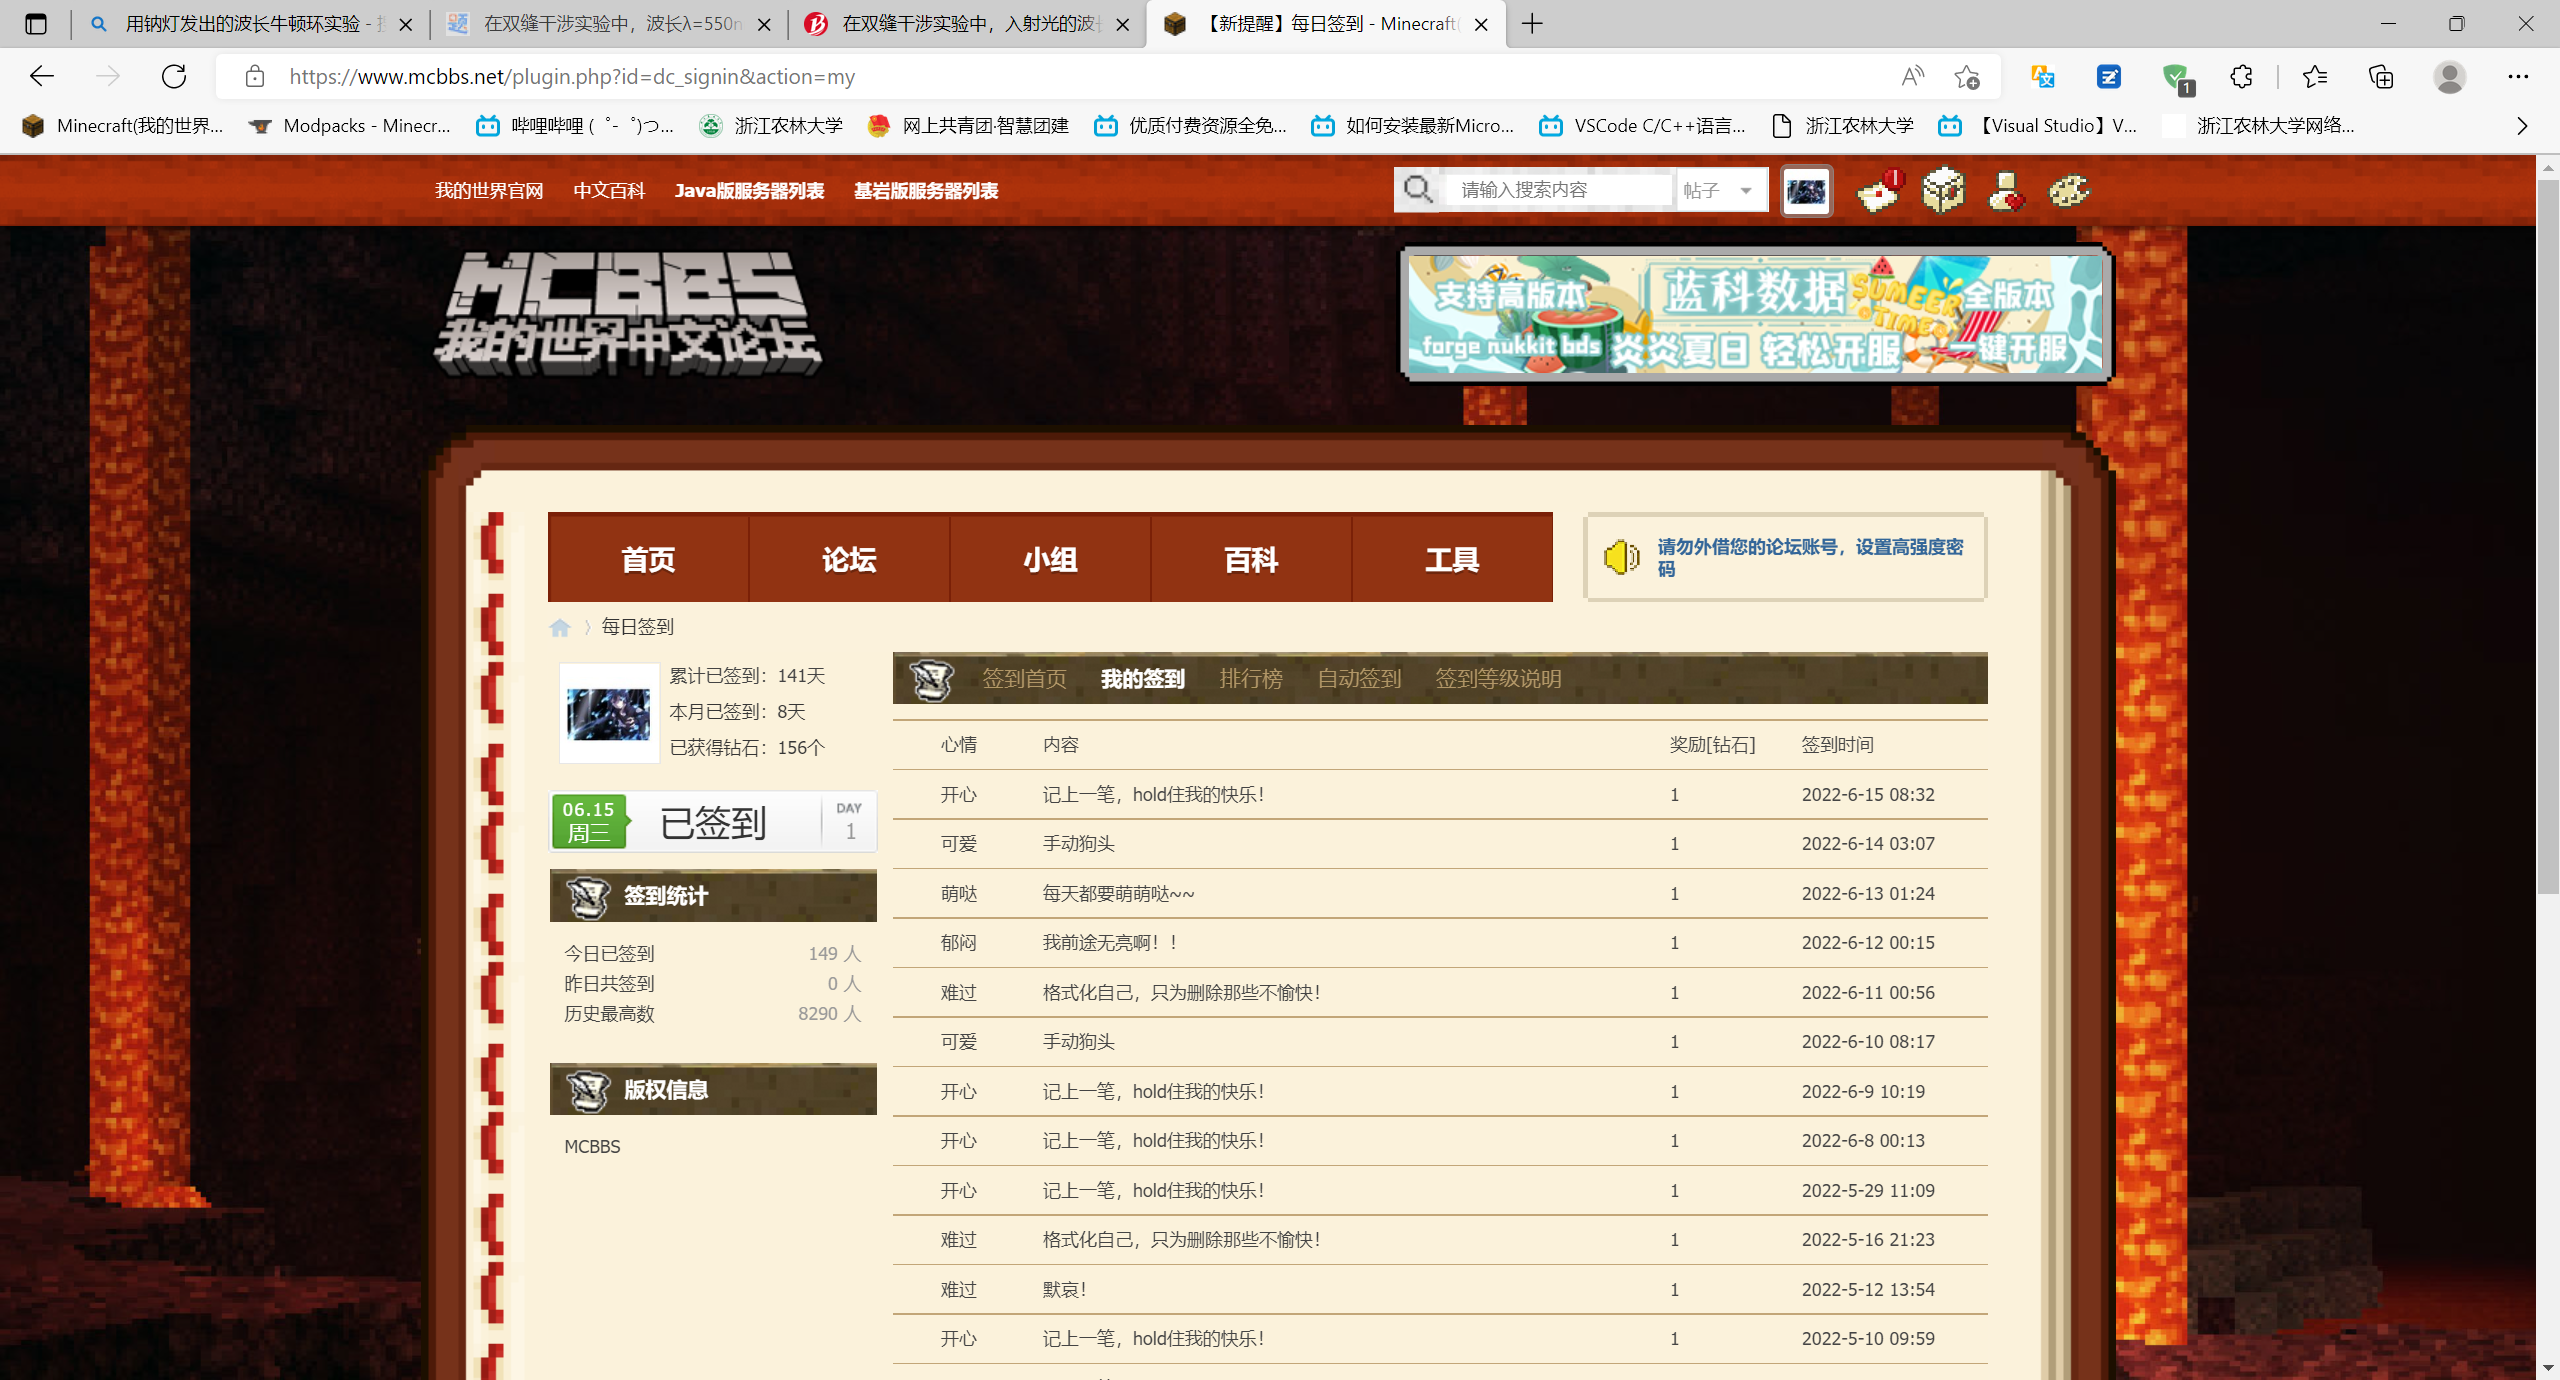 用钠灯发出的波长牛顿环实验 - 搜
在双缝干涉实验中，波长λ=550n
在双缝干涉实验中，入射光的波长
【新提醒】每日签到 - Minecraft(
https://www.mcbbs.net/plugin.php?id=dc_signin&action=my
1
Minecraft(我的世界...
Modpacks - Minecr...
哔哩哔哩 ( ゜- ゜)つ...
浙江农林大学
网上共青团·智慧团建
优质付费资源全免...
如何安装最新Micro...
VSCode C/C++语言...
浙江农林大学
【Visual Studio】V...
浙江农林大学网络...
我的世界官网
中文百科
Java版服务器列表
基岩版服务器列表
请输入搜索内容
帖子
MCBBS
我的世界中文论坛
支持高版本
蓝科数据
SUMEER TIME
全版本
forge nukkit bds
炎炎夏日 轻松开服
一键开服
首页
论坛
小组
百科
工具
请勿外借您的论坛账号，设置高强度密
码
每日签到
累计已签到：141天
本月已签到：8天
已获得钻石：156个
06.15
周三
已签到
DAY
1
签到统计
今日已签到 149 人
昨日共签到 0 人
历史最高数 8290 人
版权信息
MCBBS
签到首页 我的签到 排行榜 自动签到 签到等级说明
心情 内容 奖励[钻石] 签到时间
开心 记上一笔，hold住我的快乐！ 1 2022-6-15 08:32
可爱 手动狗头 1 2022-6-14 03:07
萌哒 每天都要萌萌哒~~ 1 2022-6-13 01:24
郁闷 我前途无亮啊！！ 1 2022-6-12 00:15
难过 格式化自己，只为删除那些不愉快！ 1 2022-6-11 00:56
可爱 手动狗头 1 2022-6-10 08:17
开心 记上一笔，hold住我的快乐！ 1 2022-6-9 10:19
开心 记上一笔，hold住我的快乐！ 1 2022-6-8 00:13
开心 记上一笔，hold住我的快乐！ 1 2022-5-29 11:09
难过 格式化自己，只为删除那些不愉快！ 1 2022-5-16 21:23
难过 默哀！ 1 2022-5-12 13:54
开心 记上一笔，hold住我的快乐！ 1 2022-5-10 09:59